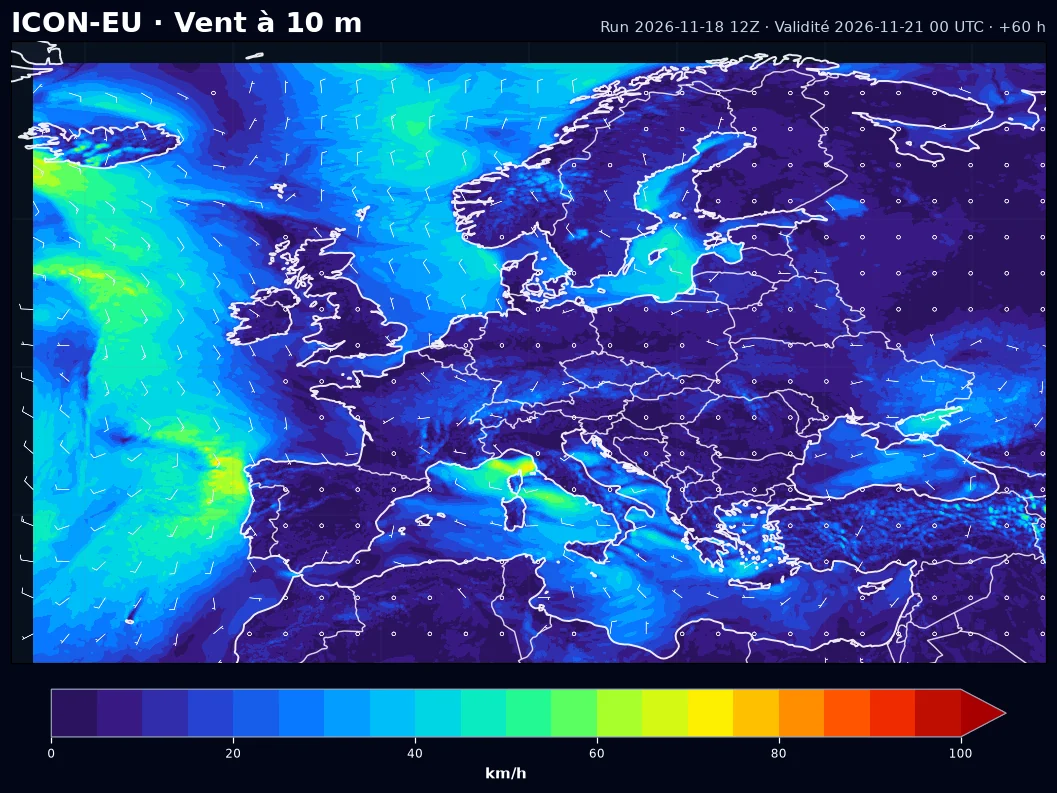 ICON-EU · Vent à 10 m
Run 2026-11-18 12Z · Validité 2026-11-21 00 UTC · +60 h
0 20 40 60 80 100
km/h